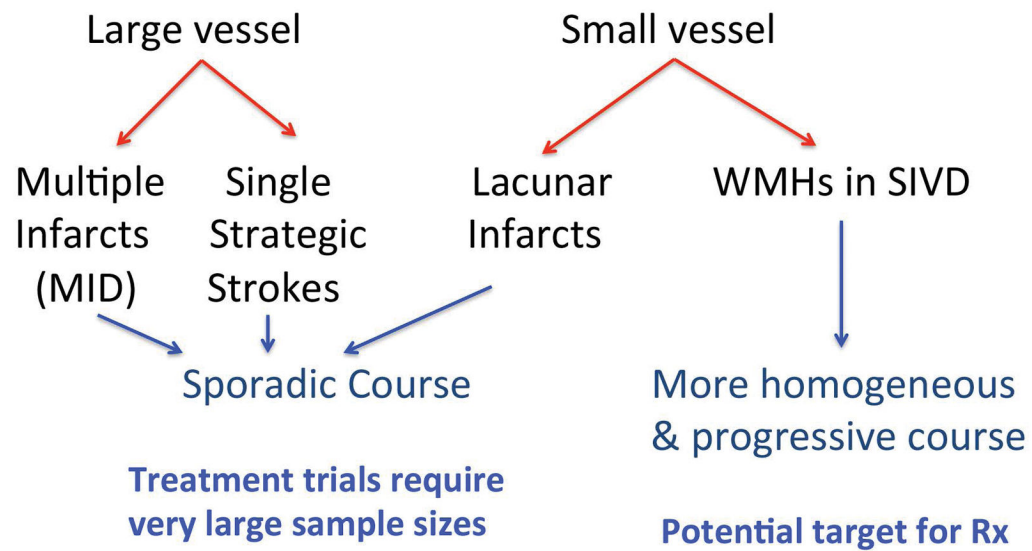 Large vessel
Small vessel
Multiple
Infarcts
(MID)
Single
Strategic
Strokes
Lacunar
Infarcts
WMHs in SIVD
Sporadic Course
More homogeneous
& progressive course
Treatment trials require
very large sample sizes
Potential target for Rx